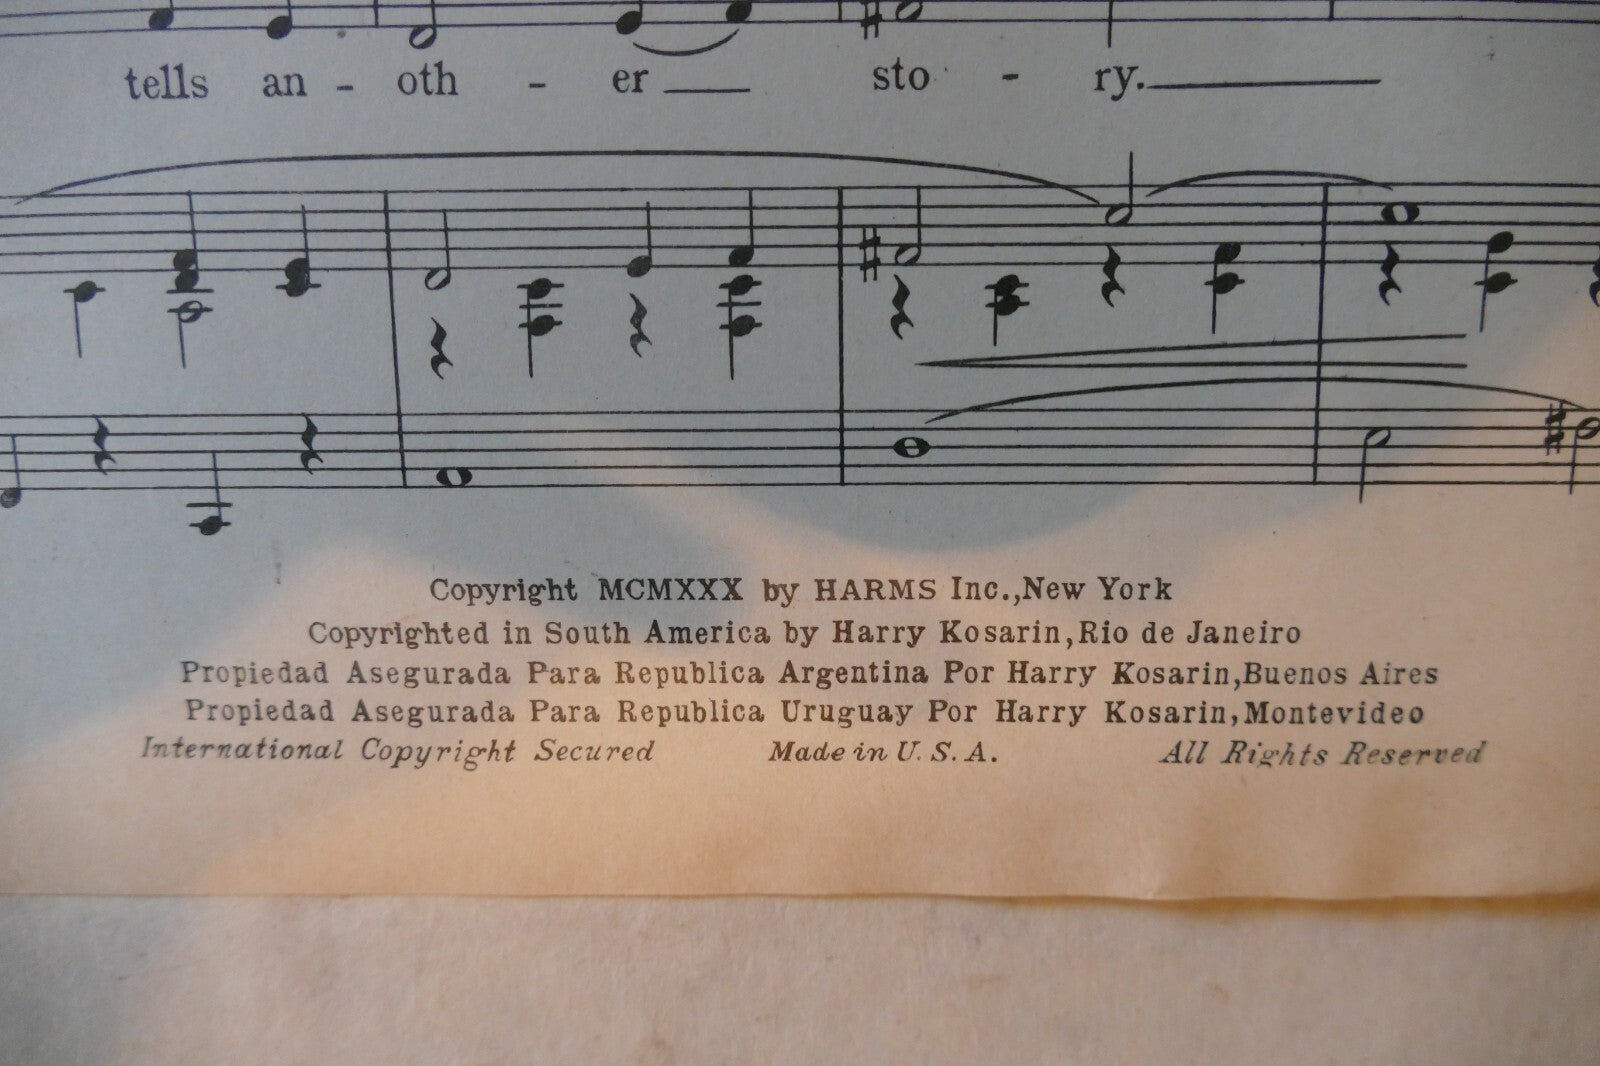 tells an - oth - er sto - ry.
Copyright MCMXXX by HARMS Inc., New York
Copyrighted in South America by Harry Kosarin, Rio de Janeiro
Propiedad Asegurada Para Republica Argentina Por Harry Kosarin, Buenos Aires
Propiedad Asegurada Para Republica Uruguay Por Harry Kosarin, Montevideo
International Copyright Secured Made in U. S. A. All Rights Reserved